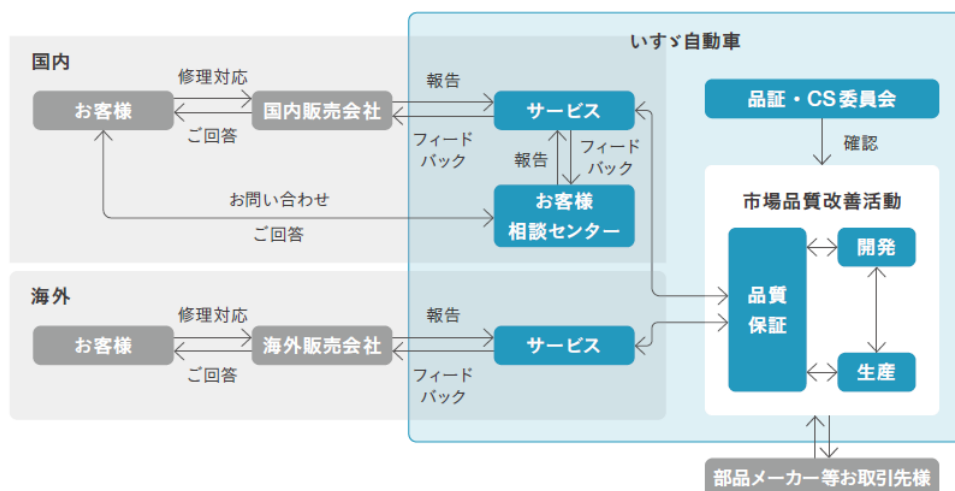 いすゞ自動車
国内
修理対応
報告
お客様
国内販売会社
サービス
品証・CS委員会
ご回答
フィード
バック
報告
フィード
バック
確認
お問い合わせ
ご回答
お客様
相談センター
市場品質改善活動
品質
保証
開発
生産
海外
修理対応
報告
お客様
海外販売会社
サービス
ご回答
フィード
バック
部品メーカー等お取引先様